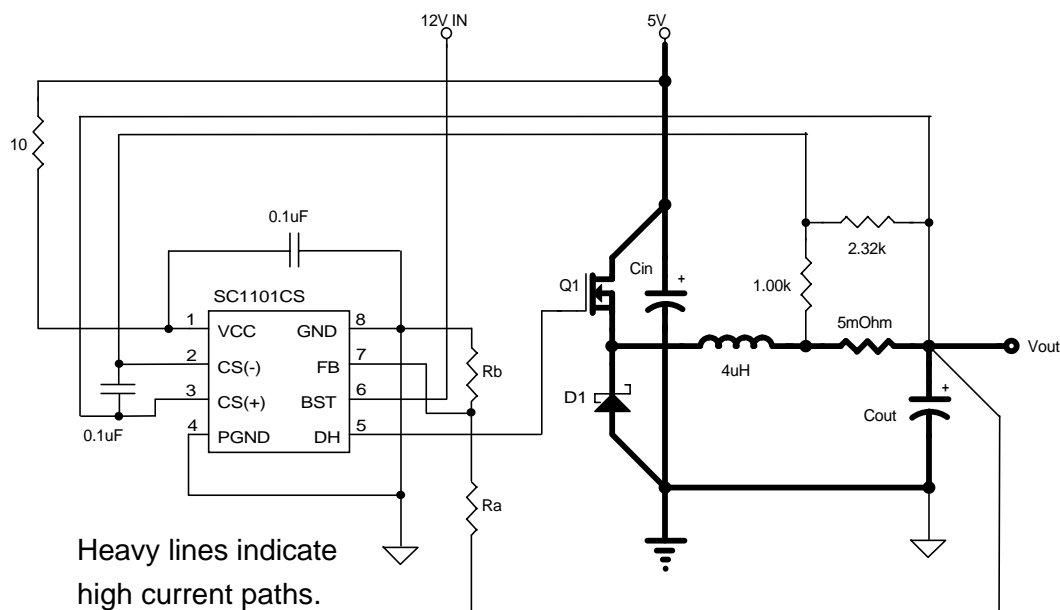 12V IN
5V
10
0.1uF
2.32k
Cin
+
Q1
1.00k
SC1101CS
1
VCC
GND
8
5mOhm
Vout
2
CS(-)
FB
7
4uH
Rb
3
CS(+)
BST
6
D1
+
Cout
0.1uF
4
PGND
DH
5
Ra
Heavy lines indicate
high current paths.